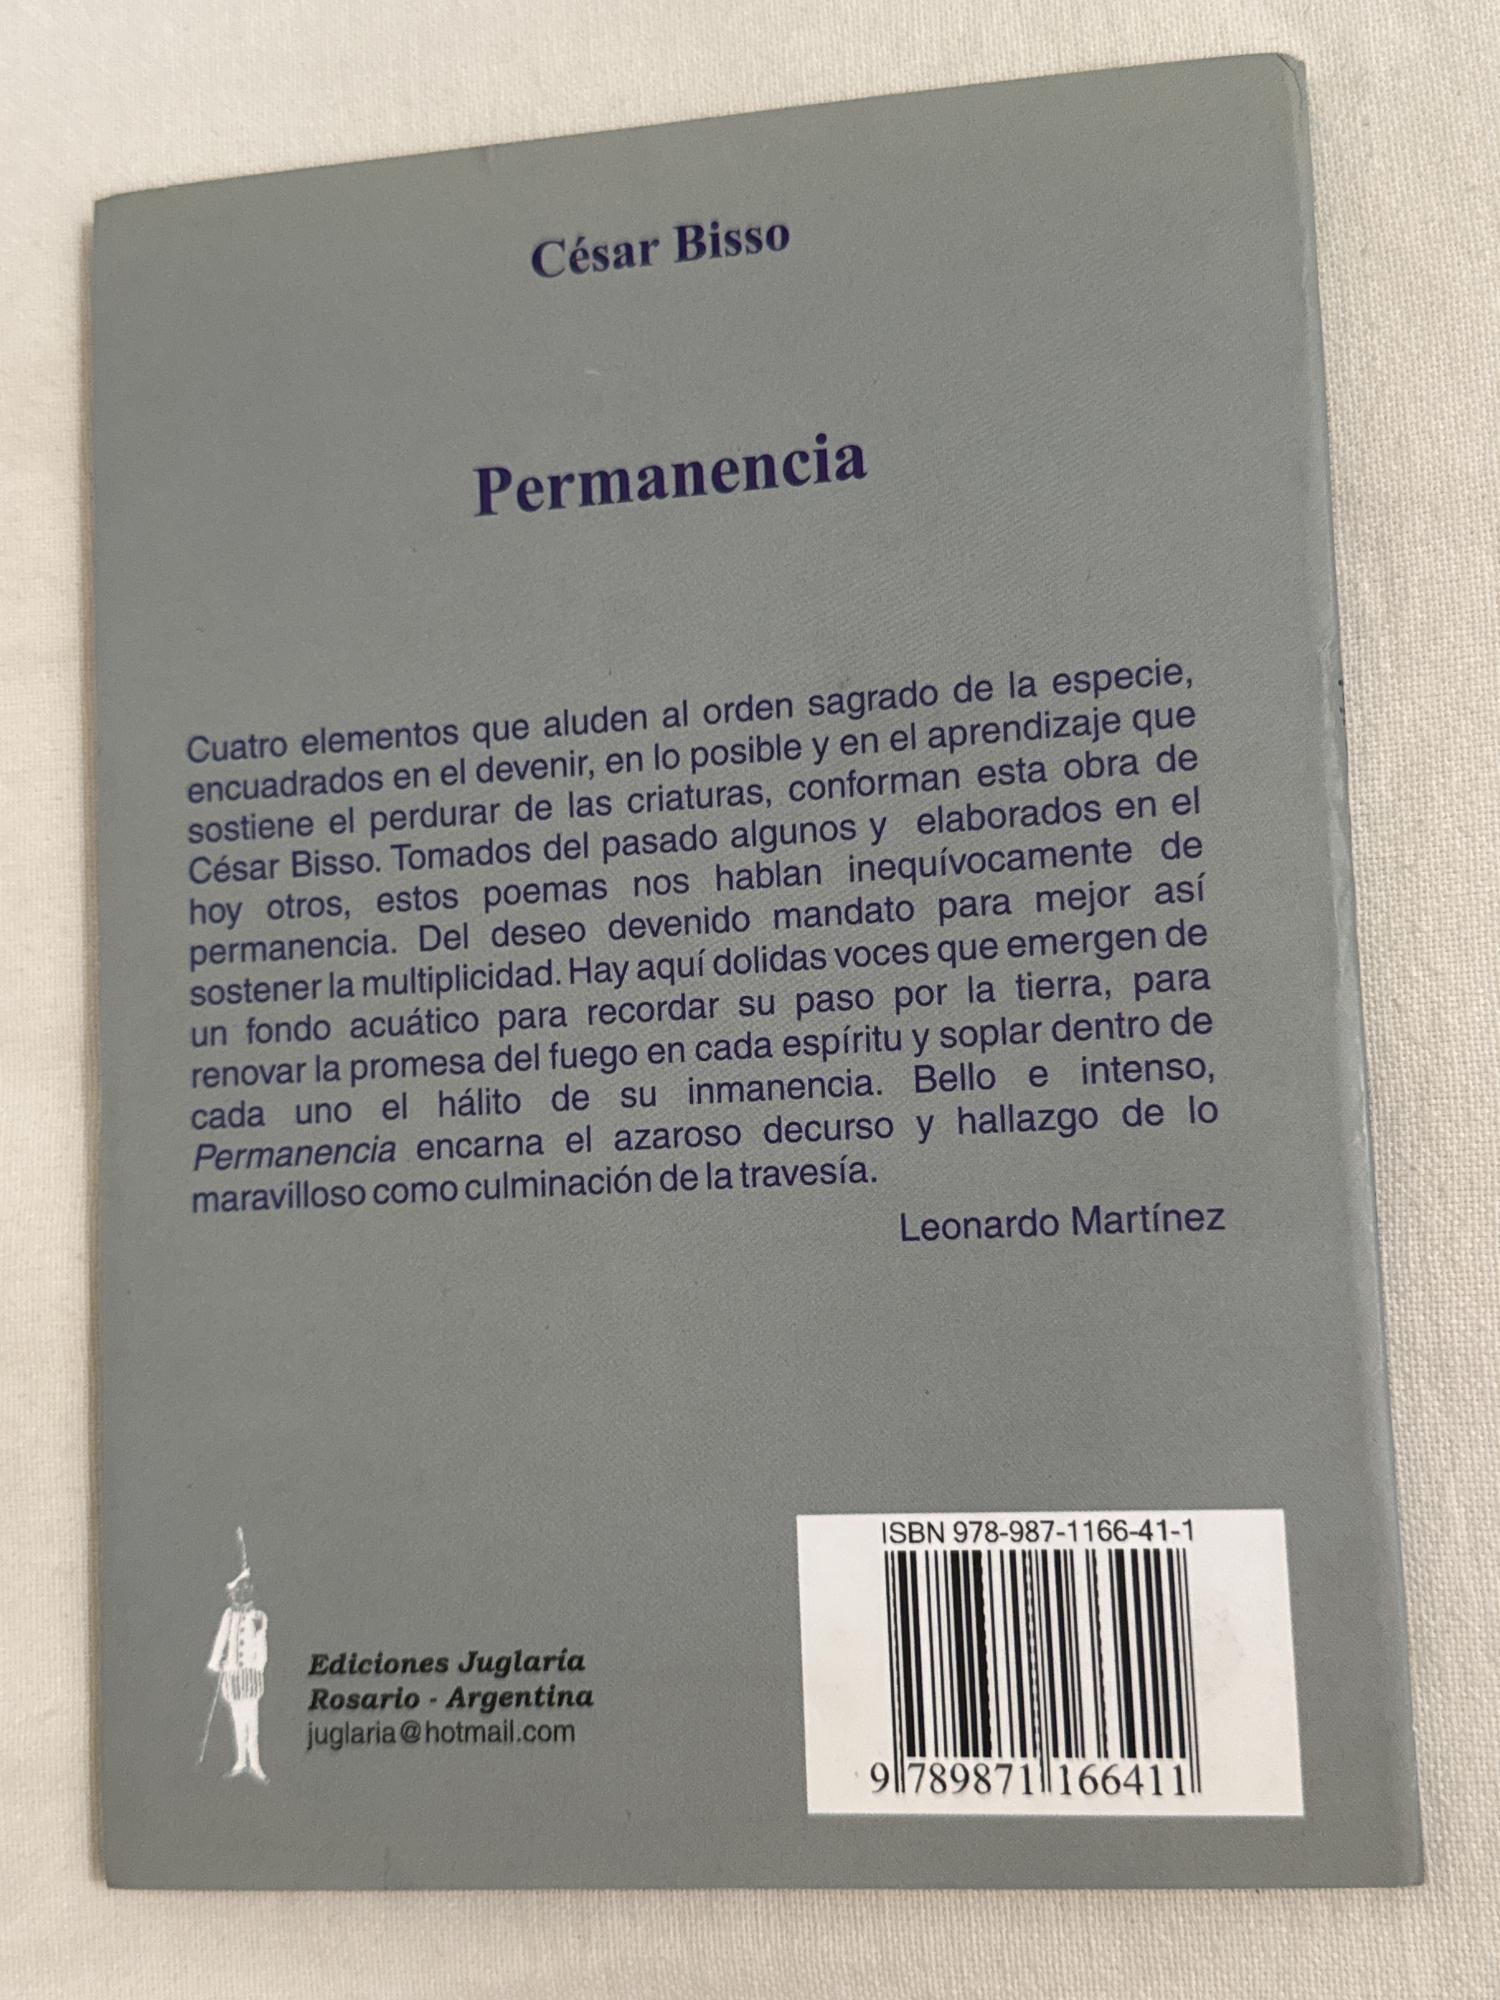 César Bisso
Permanencia
Cuatro elementos que aluden al orden sagrado de la especie,
encuadrados en el devenir, en lo posible y en el aprendizaje que
sostiene el perdurar de las criaturas, conforman esta obra de
César Bisso. Tomados del pasado algunos y elaborados en el
hoy otros, estos poemas nos hablan inequívocamente de
permanencia. Del deseo devenido mandato para mejor así
sostener la multiplicidad. Hay aquí dolidas voces que emergen de
un fondo acuático para recordar su paso por la tierra, para
renovar la promesa del fuego en cada espíritu y soplar dentro de
cada uno el hálito de su inmanencia. Bello e intenso,
Permanencia encarna el azaroso decurso y hallazgo de lo
maravilloso como culminación de la travesía.
Leonardo Martínez
Ediciones Juglaría
Rosario - Argentina
juglaria@hotmail.com
ISBN 978-987-1166-41-1
9 789871 166411